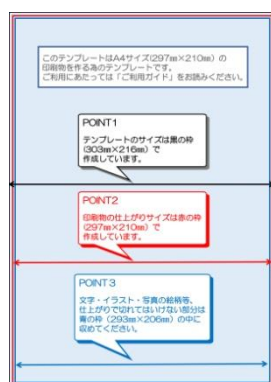 このテンプレートはA4サイズ(297㎜×210㎜)の
印刷物を作る為のテンプレートです。
ご利用にあたっては「ご利用ガイド」をお読みください。
POINT1
テンプレートのサイズは黒の枠
(303㎜×216㎜)で
作成しています。
POINT2
印刷物の仕上がりサイズは赤の枠
(297㎜×210㎜)で
作成しています。
POINT3
文字・イラスト・写真の絵柄等、
仕上がりで切れてはいけない部分は
青の枠(293㎜×206㎜)の中に
収めてください。